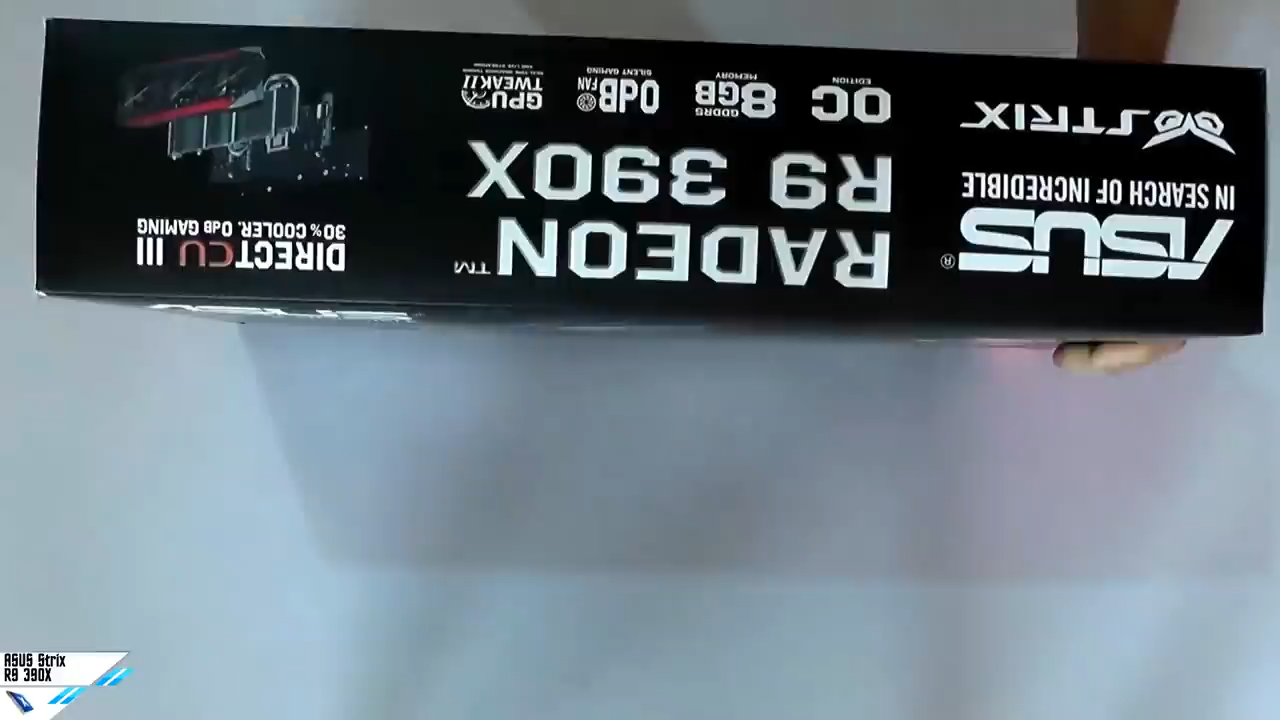 ASUS®
IN SEARCH OF INCREDIBLE
STRIX
RADEON™
R9 390X
OC
EDITION
8GB
GDDR5
MEMORY
0dB
FAN
SILENT GAMING
GPU
TWEAKII
DIRECTCU III
30% COOLER. 0dB GAMING
ASUS Strix
R9 390X